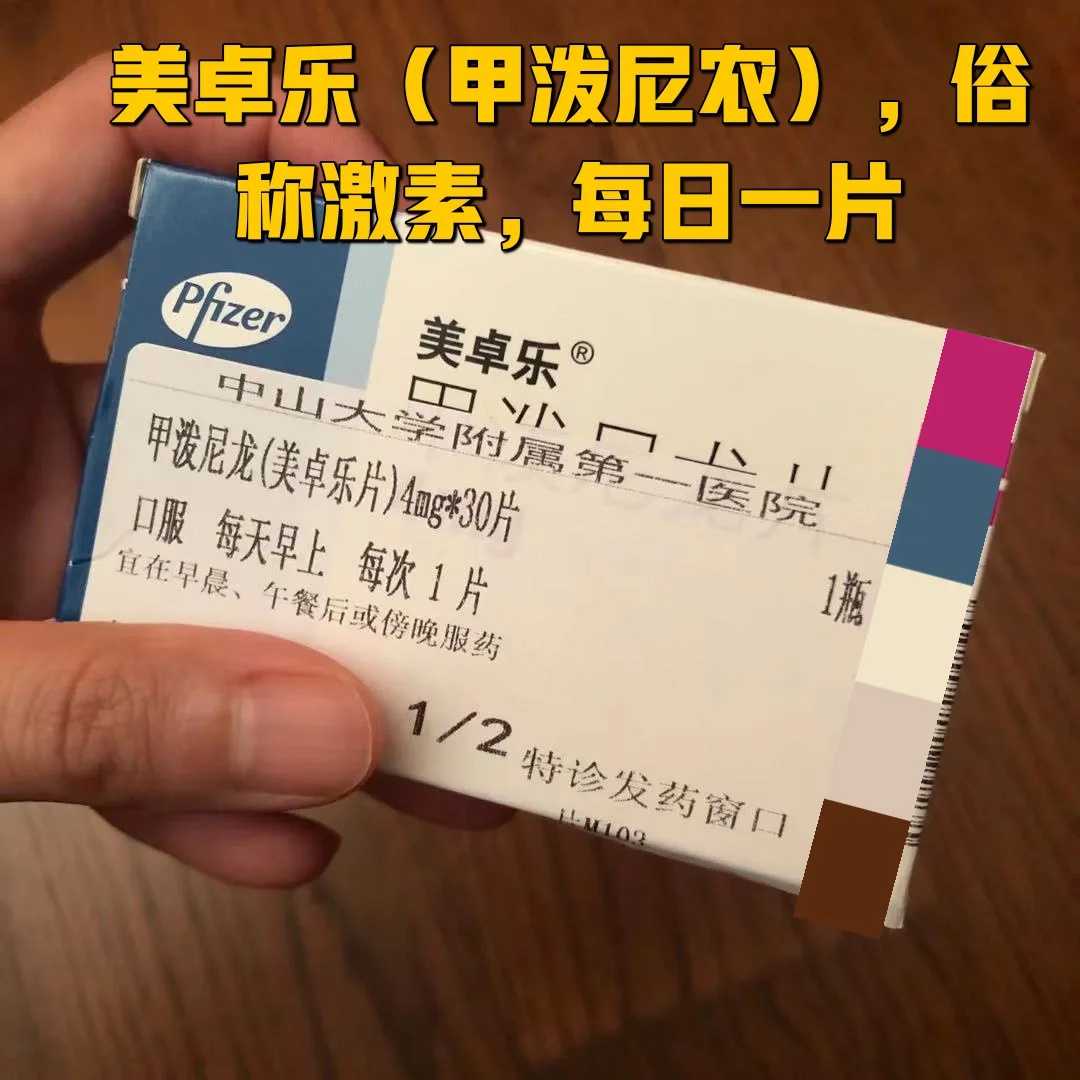 美卓乐（甲泼尼农），俗
称激素，每日一片
Pfizer
美卓乐®
中山大学附属第一医院
甲泼尼龙(美卓乐片)4mg*30片
口服 每天早上 每次 1 片
1瓶
宜在早晨、午餐后或傍晚服药
1/2 特诊发药窗口